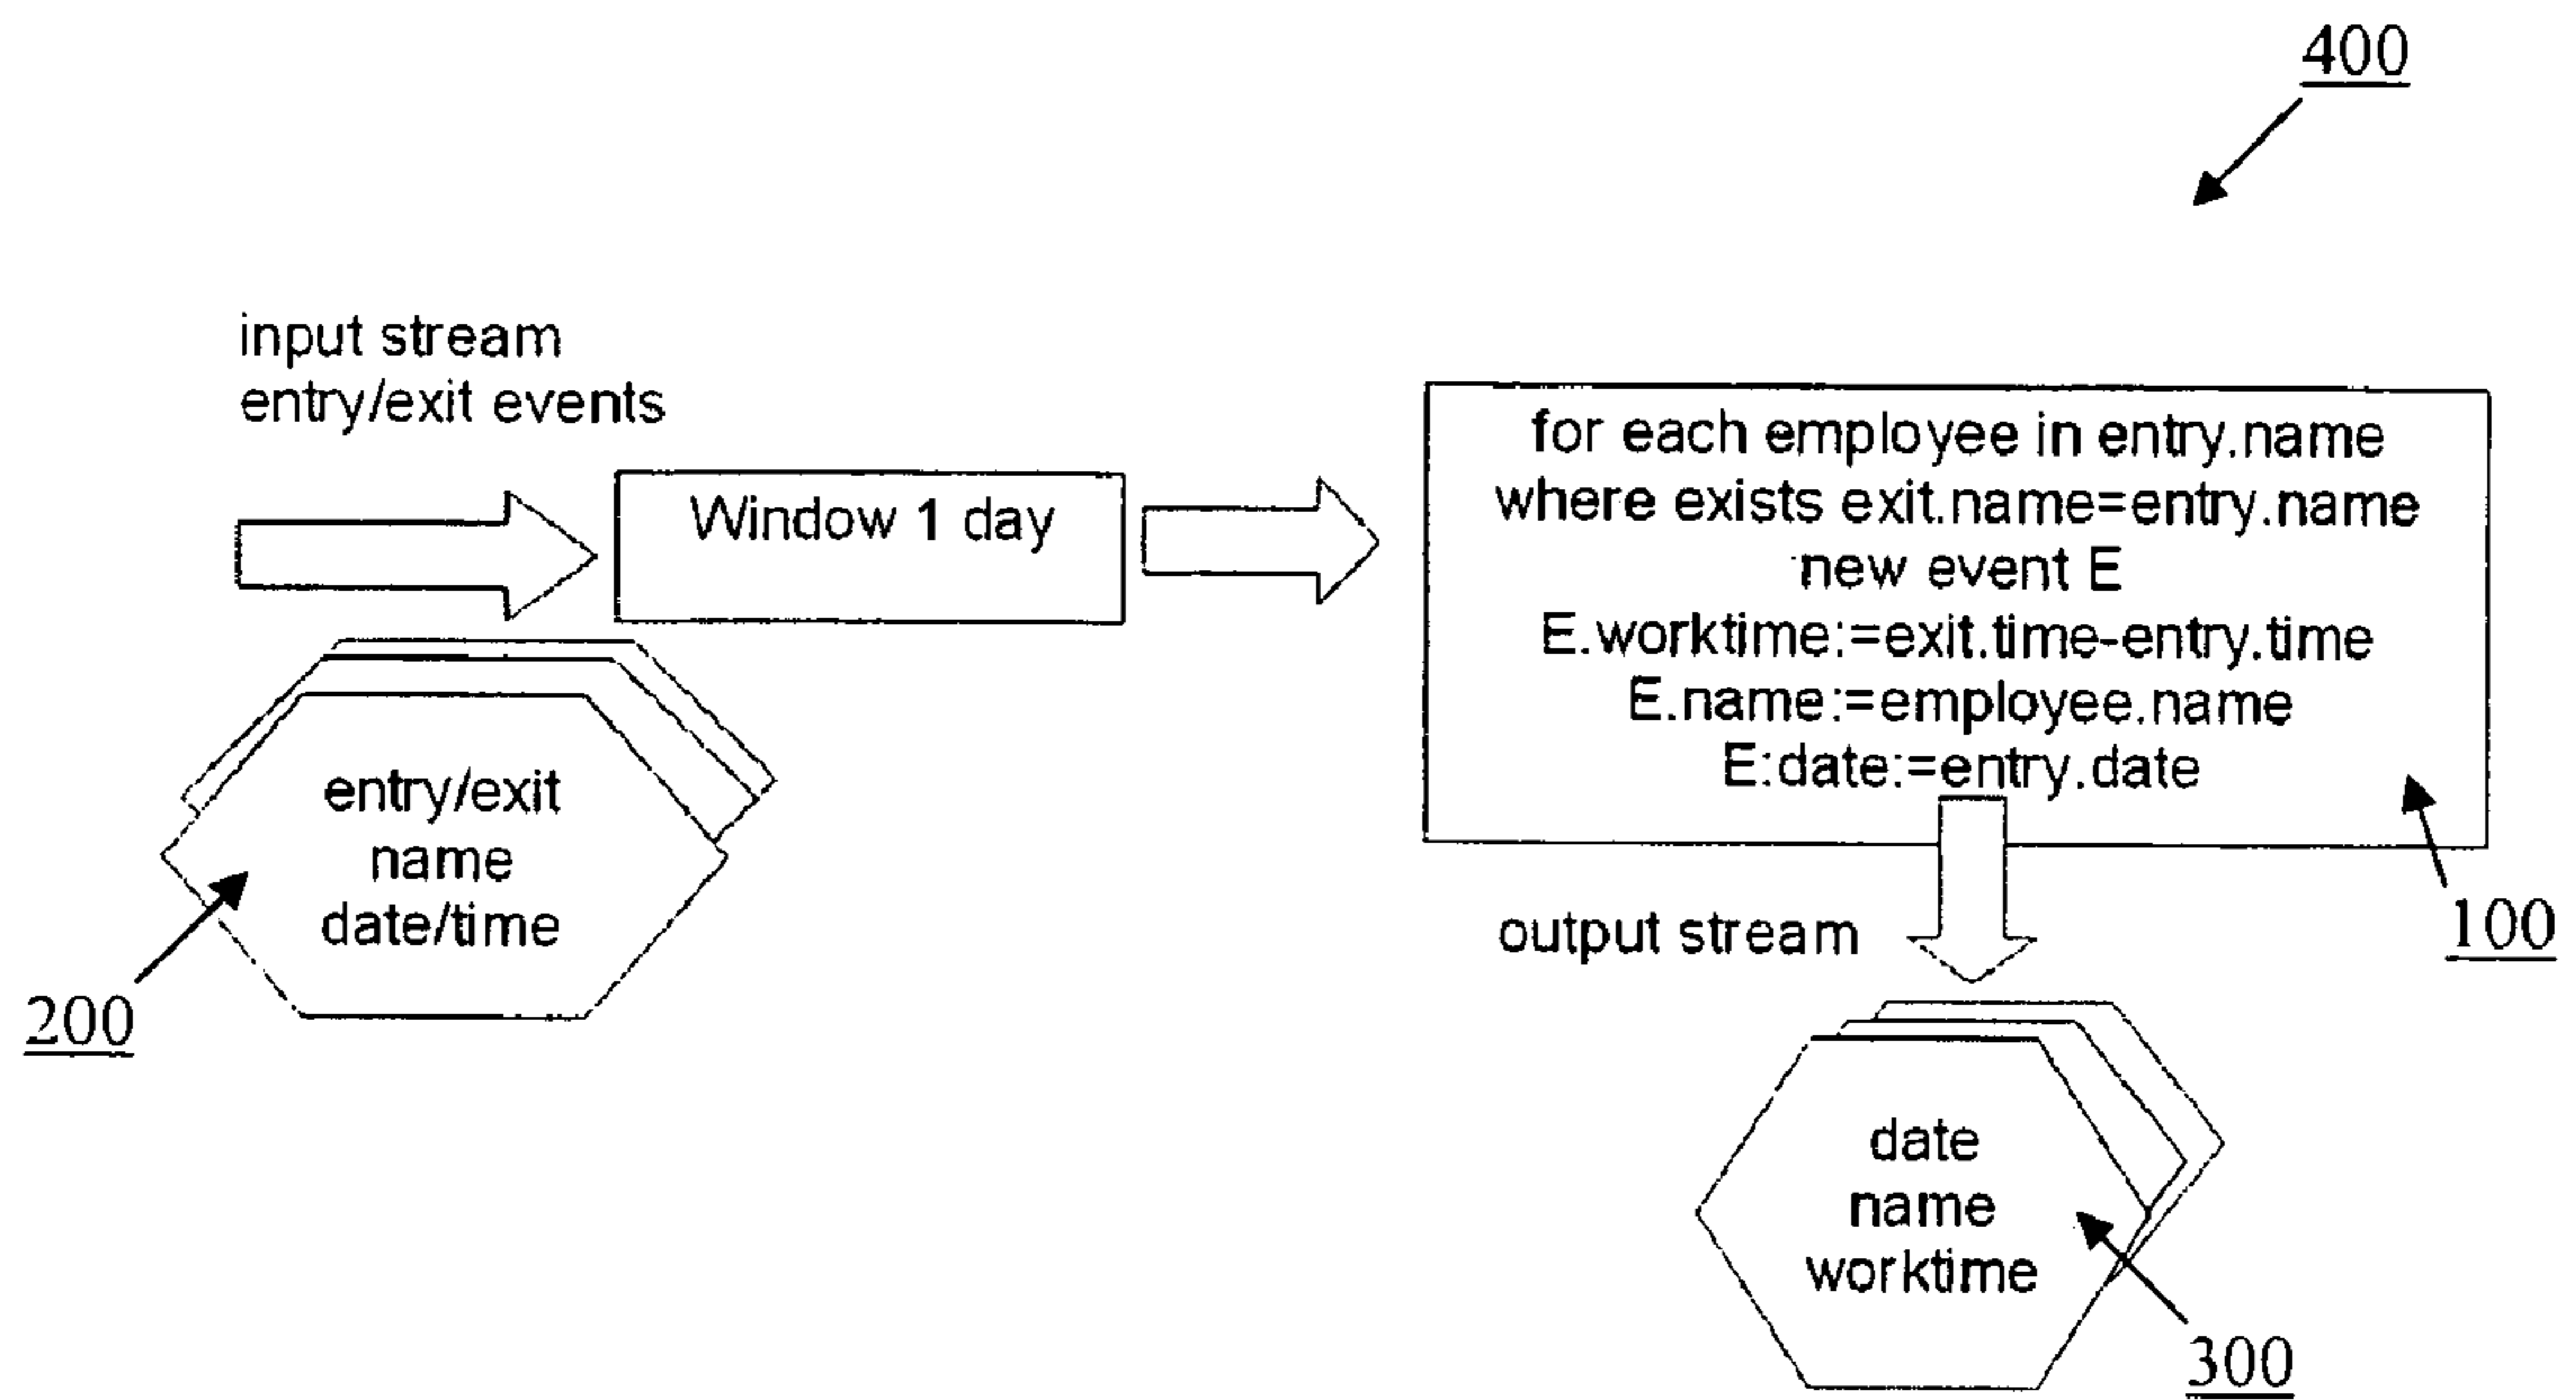 400
input stream
entry/exit events
Window 1 day
for each employee in entry.name
where exists exit.name=entry.name
new event E
E.worktime:=exit.time-entry.time
E.name:=employee.name
E:date:=entry.date
100
entry/exit
name
date/time
200
output stream
date
name
worktime
300